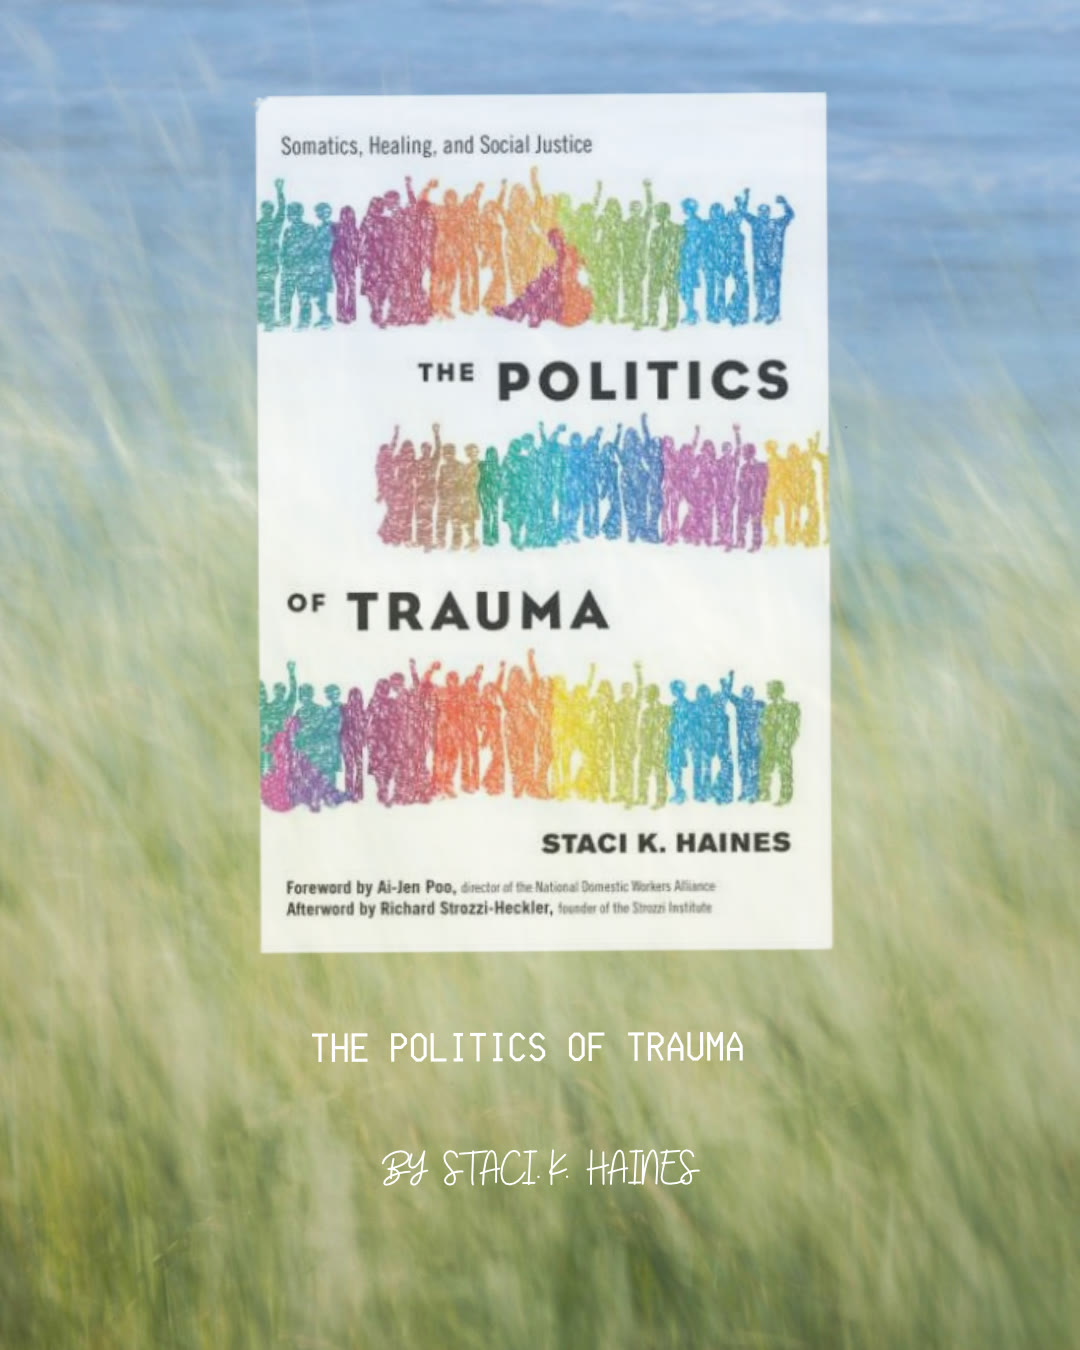 Somatics, Healing, and Social Justice
THE POLITICS
OF TRAUMA
STACI K. HAINES
Foreword by Ai-Jen Poo, director of the National Domestic Workers Alliance
Afterword by Richard Strozzi-Heckler, founder of the Strozzi Institute
THE POLITICS OF TRAUMA
BY STACI. K. HAINES